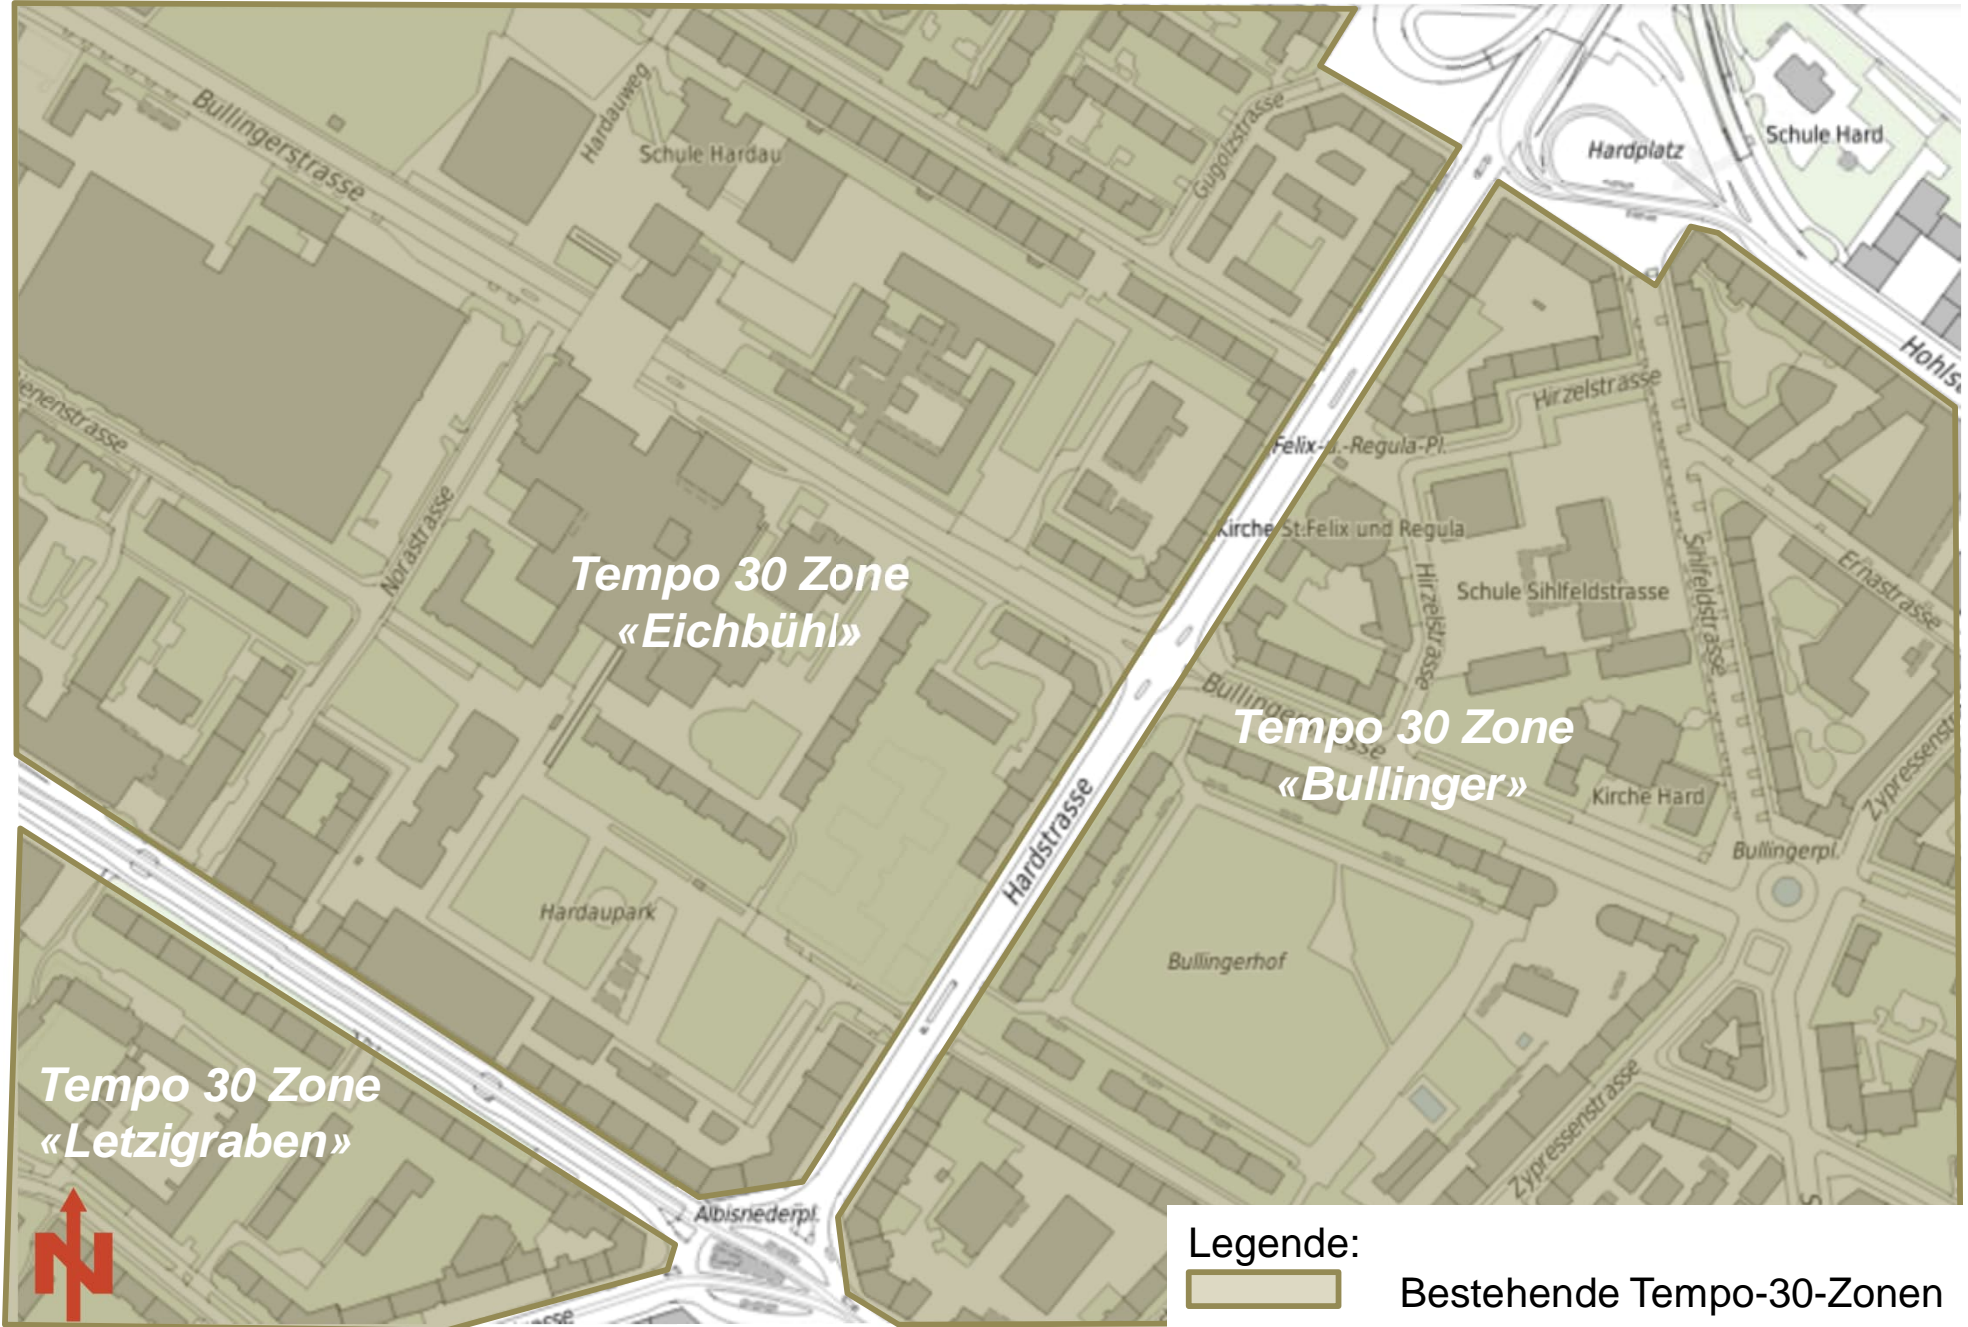 Bullingerstrasse
Hardauweg
Schule Hardau
Gugolzstrasse
Hardplatz
Schule Hard
Hirzelstrasse
Felix-u.-Regula-Pl.
Kirche St.Felix und Regula
Norastrasse
Tempo 30 Zone
«Eichbühl»
Hirzelstrasse
Schule Sihlfeldstrasse
Sihlfeldstrasse
Ernastrasse
Bullingerstrasse
Tempo 30 Zone
«Bullinger»
Kirche Hard
Bullingerpl.
Hardstrasse
Hardaupark
Bullingerhof
Zypressenstrasse
Tempo 30 Zone
«Letzigraben»
Albisriederpl.
N
Legende:
Bestehende Tempo-30-Zonen